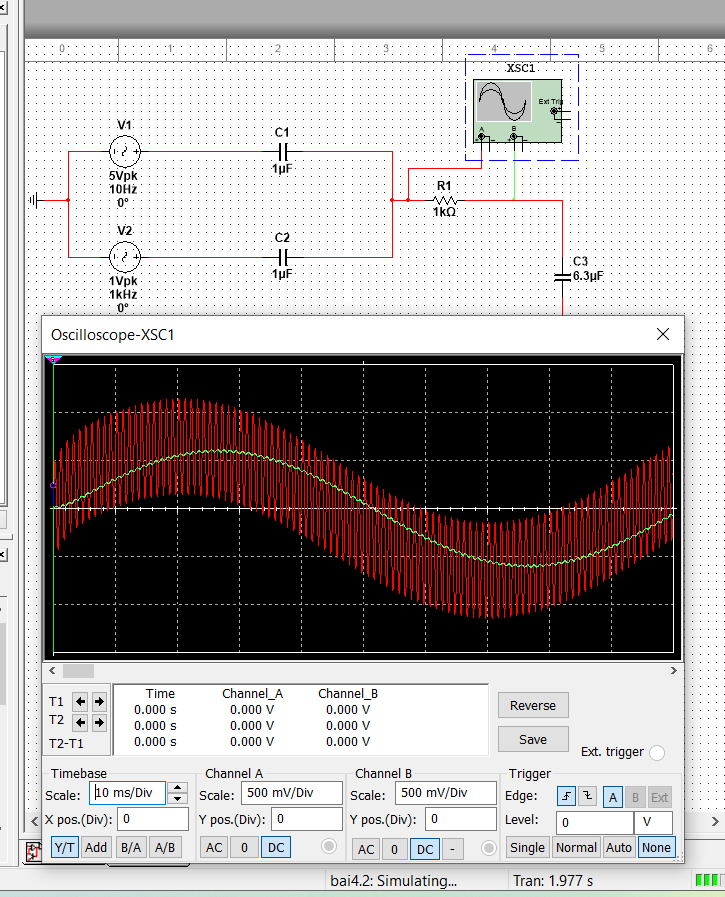 0 1 2 3 4 5 6
XSC1
Ext Trig
A B
V1
5Vpk
10Hz
0°
C1
1µF
R1
1kΩ
V2
1Vpk
1kHz
0°
C2
1µF
C3
6.3µF
Oscilloscope-XSC1
T1
T2
T2-T1
Time Channel_A Channel_B
0.000 s 0.000 V 0.000 V
0.000 s 0.000 V 0.000 V
0.000 s 0.000 V 0.000 V
Reverse
Save
Ext. trigger
Timebase
Scale: 10 ms/Div
X pos.(Div): 0
Y/T Add B/A A/B
Channel A
Scale: 500 mV/Div
Y pos.(Div): 0
AC 0 DC
Channel B
Scale: 500 mV/Div
Y pos.(Div): 0
AC 0 DC -
Trigger
Edge: A B Ext
Level: 0 V
Single Normal Auto None
bai4.2: Simulating... Tran: 1.977 s